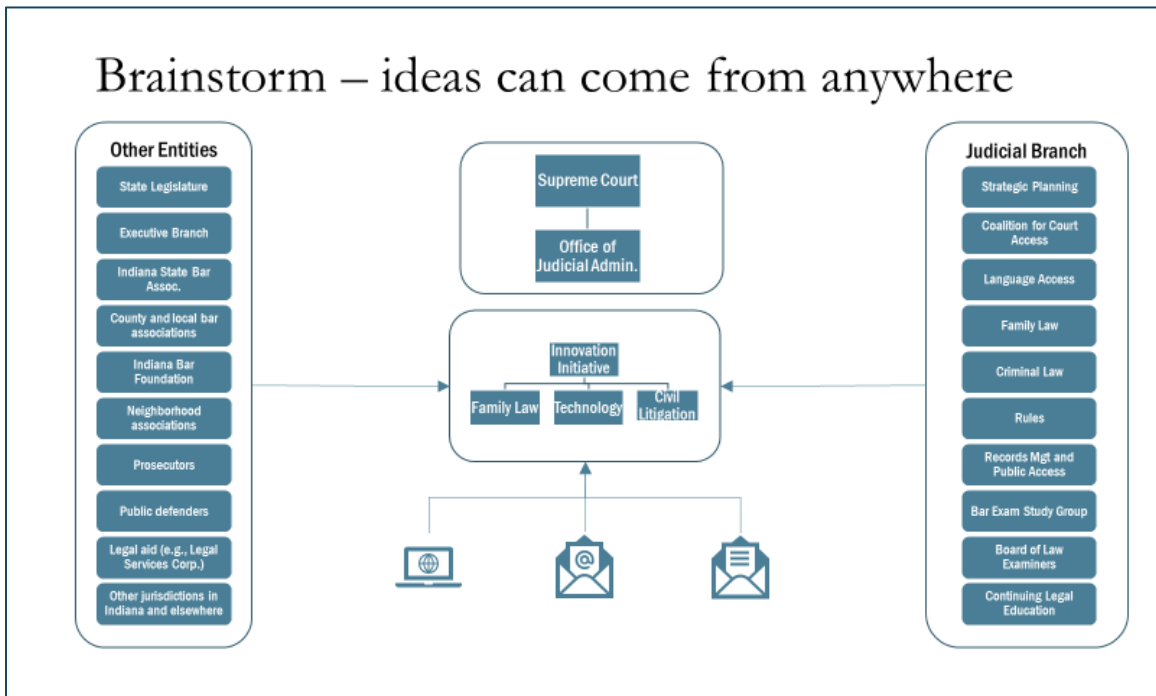 Brainstorm – ideas can come from anywhere
Other Entities
State Legislature
Executive Branch
Indiana State Bar
Assoc.
County and local bar
associations
Indiana Bar
Foundation
Neighborhood
associations
Prosecutors
Public defenders
Legal aid (e.g., Legal
Services Corp.)
Other jurisdictions in
Indiana and elsewhere
Supreme Court
Office of
Judicial Admin.
Innovation
Initiative
Family Law
Technology
Civil
Litigation
@
Judicial Branch
Strategic Planning
Coalition for Court
Access
Language Access
Family Law
Criminal Law
Rules
Records Mgt and
Public Access
Bar Exam Study Group
Board of Law
Examiners
Continuing Legal
Education